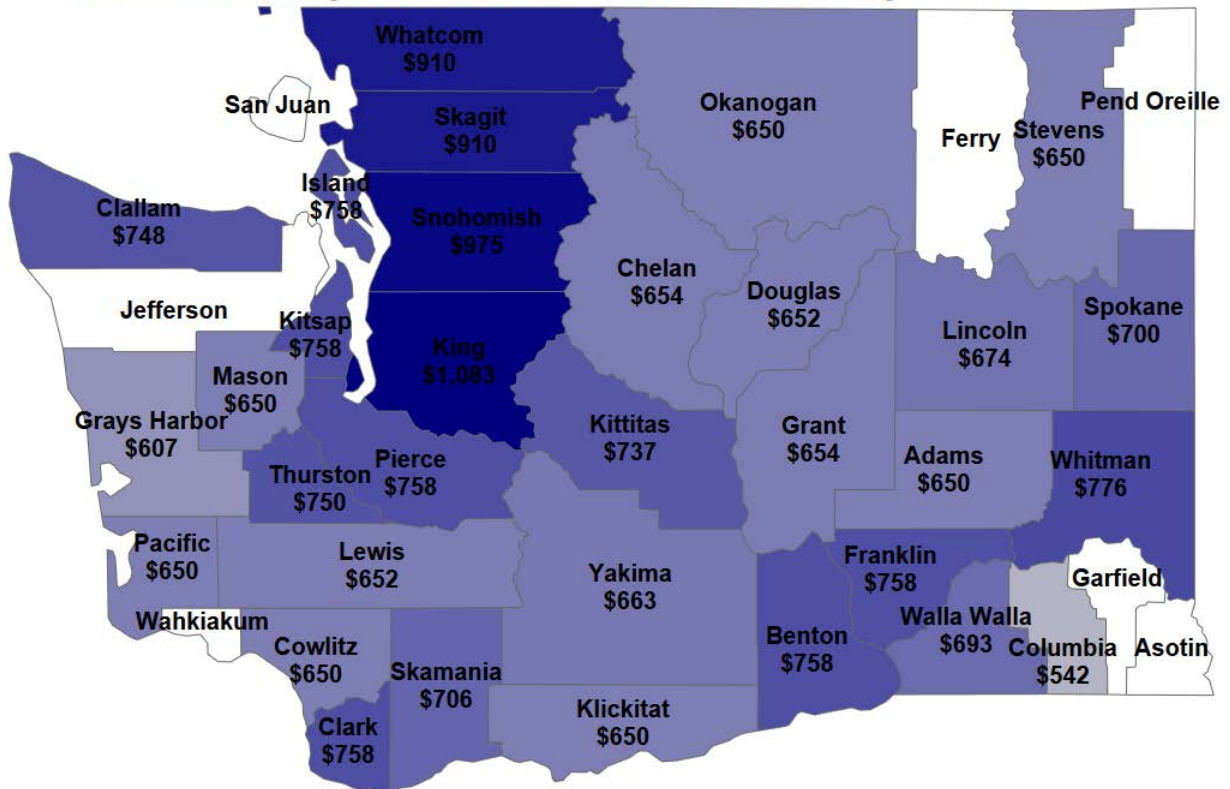 Whatcom
$910
San Juan
Skagit
$910
Okanogan
$650
Ferry
Stevens
$650
Pend Oreille
Island
$758
Clallam
$748
Snohomish
$975
Chelan
$654
Douglas
$652
Jefferson
Kitsap
$758
King
$1,083
Lincoln
$674
Spokane
$700
Mason
$650
Grays Harbor
$607
Kittitas
$737
Grant
$654
Adams
$650
Whitman
$776
Thurston
$750
Pierce
$758
Pacific
$650
Lewis
$652
Yakima
$663
Franklin
$758
Garfield
Wahkiakum
Cowlitz
$650
Skamania
$706
Benton
$758
Walla Walla
$693
Columbia
$542
Asotin
Clark
$758
Klickitat
$650